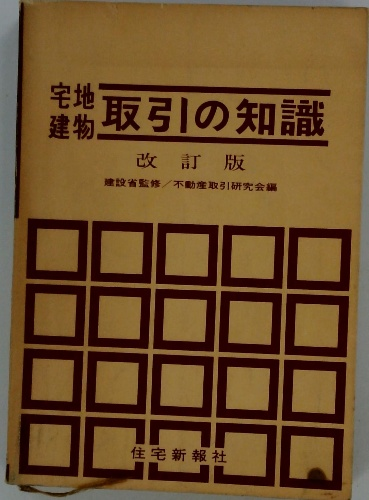 宅地
建物
取引の知識
改訂版
建設省監修/不動産取引研究会編
住宅新報社